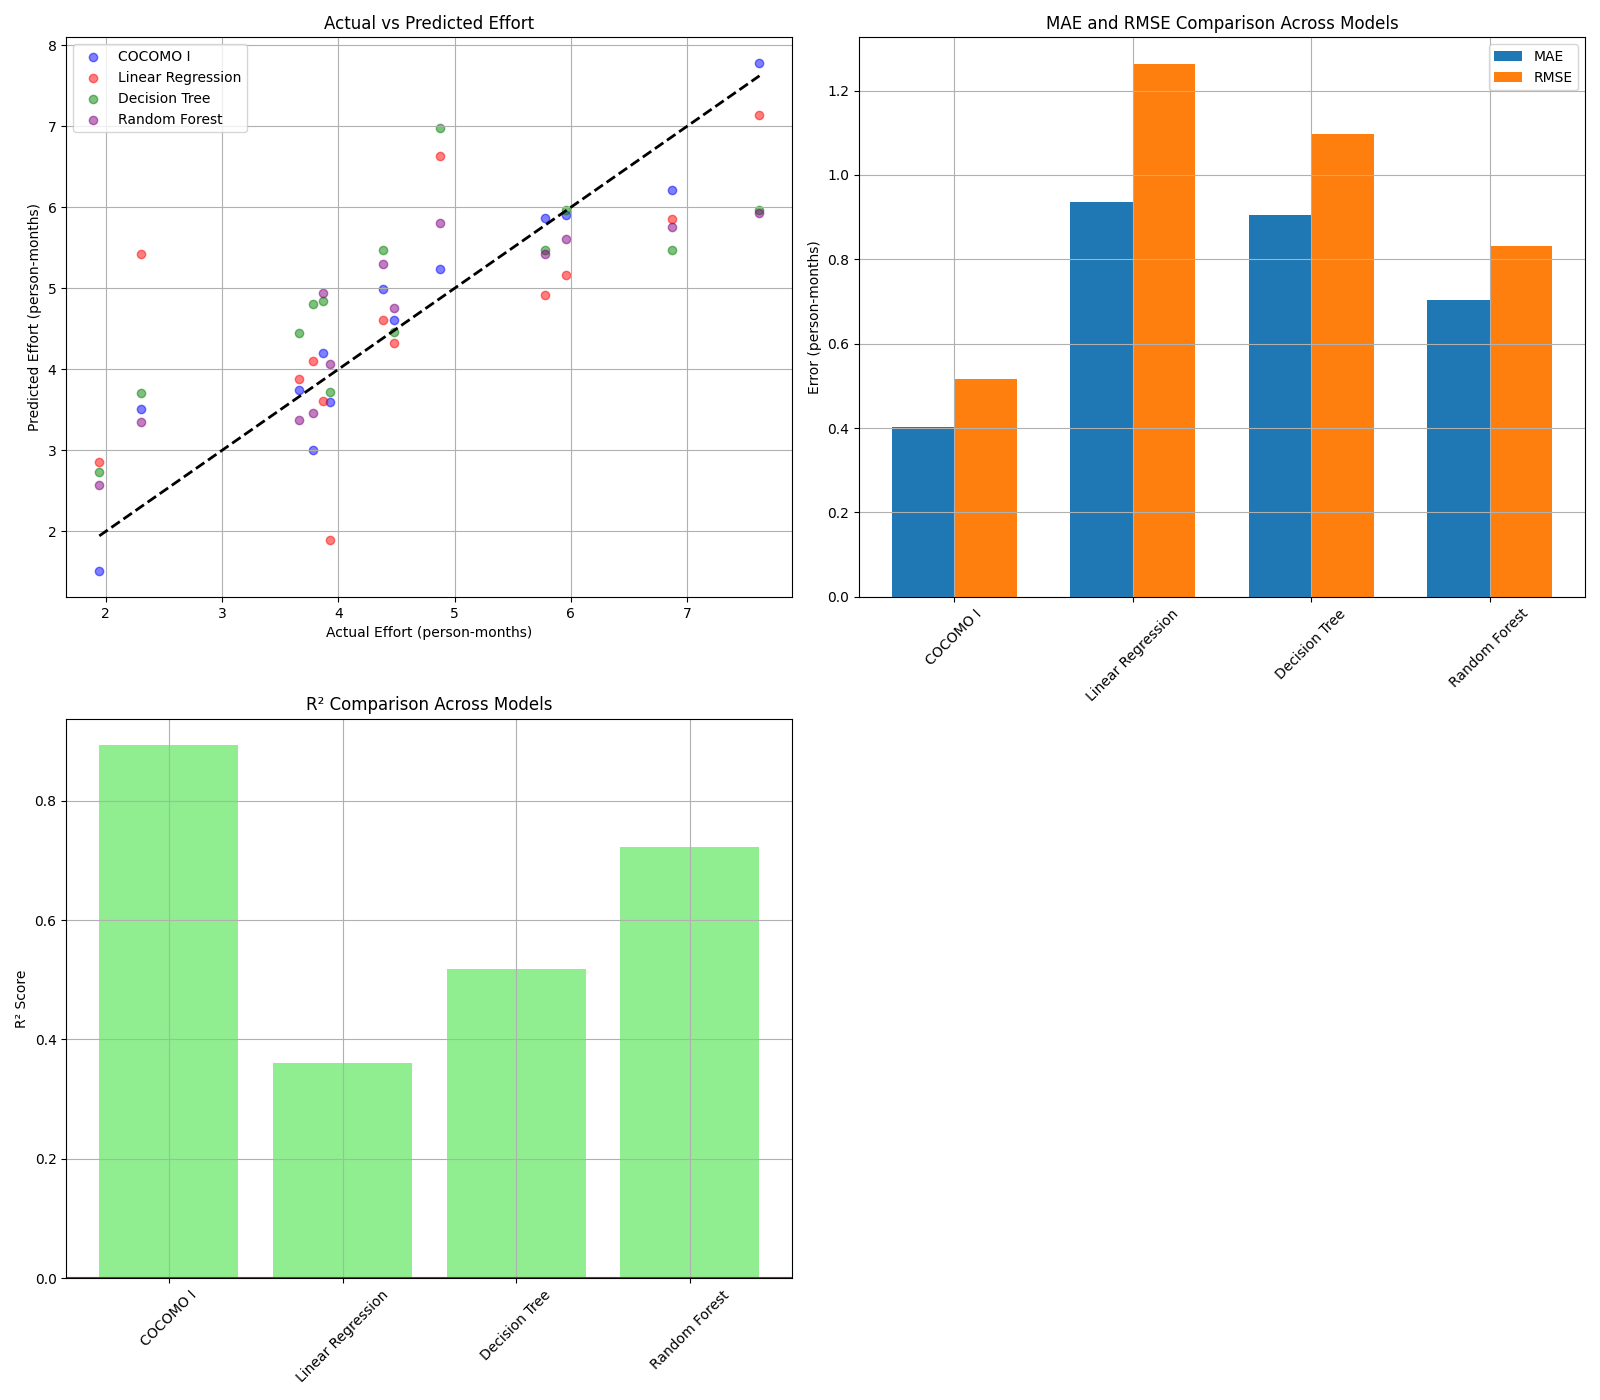 Actual vs Predicted Effort
COCOMO I
Linear Regression
Decision Tree
Random Forest
8
7
6
5
4
3
2
Predicted Effort (person-months)
2 3 4 5 6 7
Actual Effort (person-months)
MAE and RMSE Comparison Across Models
MAE
RMSE
1.2
1.0
0.8
0.6
0.4
0.2
0.0
Error (person-months)
COCOMO I
Linear Regression
Decision Tree
Random Forest
R² Comparison Across Models
0.8
0.6
0.4
0.2
0.0
R² Score
COCOMO I
Linear Regression
Decision Tree
Random Forest